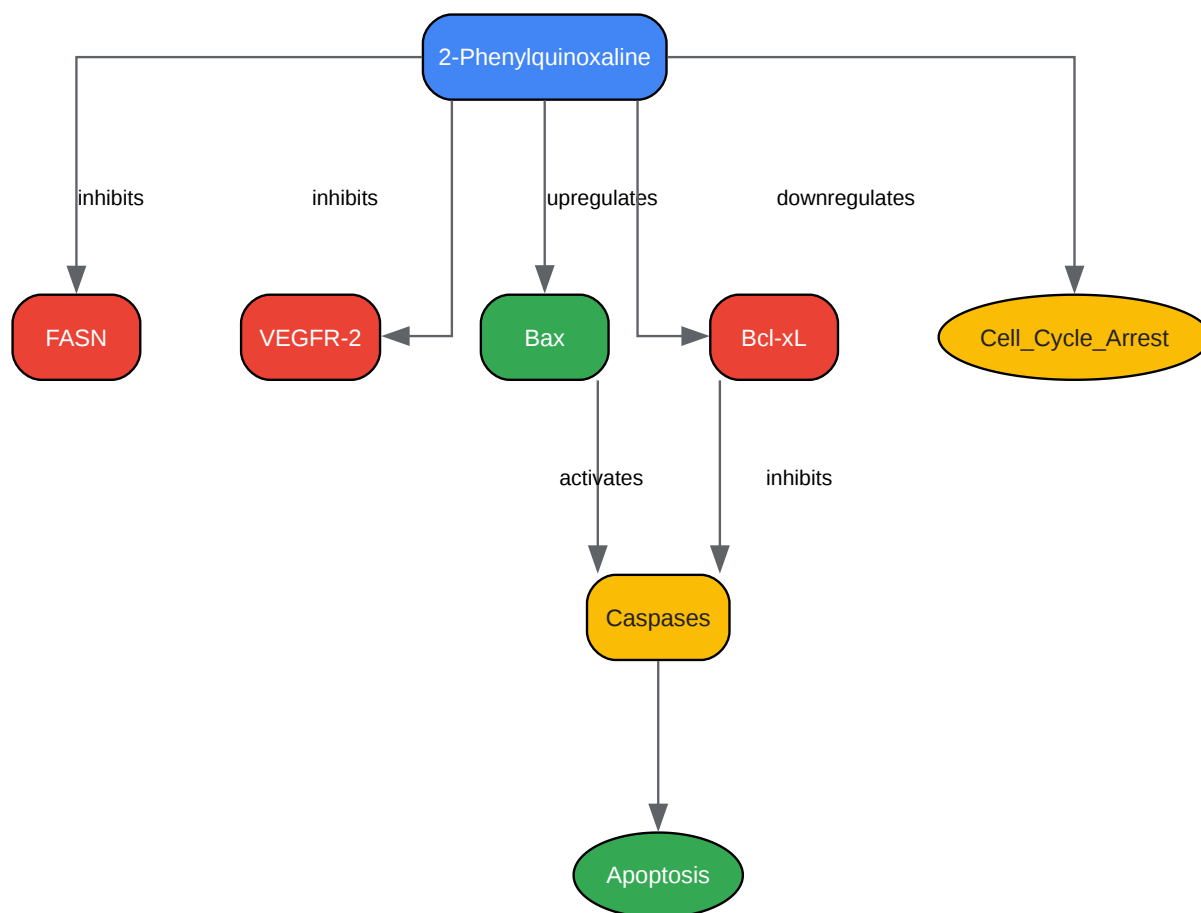 2-Phenylquinoxaline
inhibits
inhibits
upregulates
downregulates
FASN
VEGFR-2
Bax
Bcl-xL
Cell_Cycle_Arrest
activates
inhibits
Caspases
Apoptosis